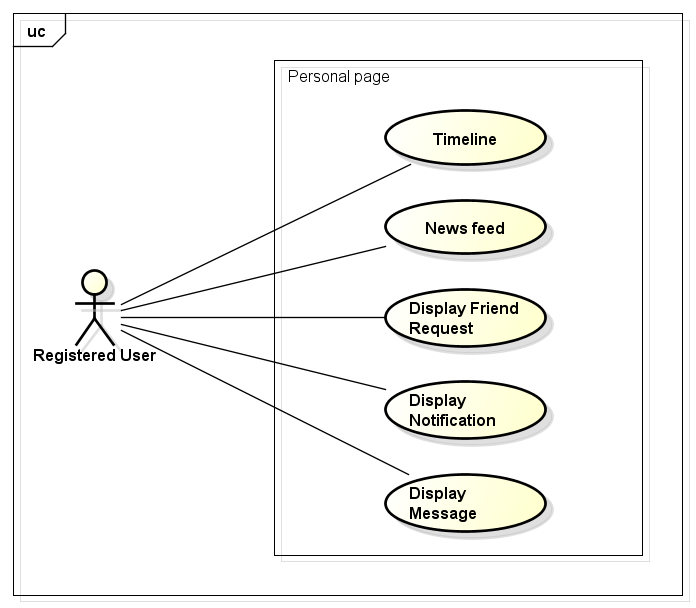 uc
Personal page
Timeline
News feed
Display Friend
Request
Registered User
Display
Notification
Display
Message